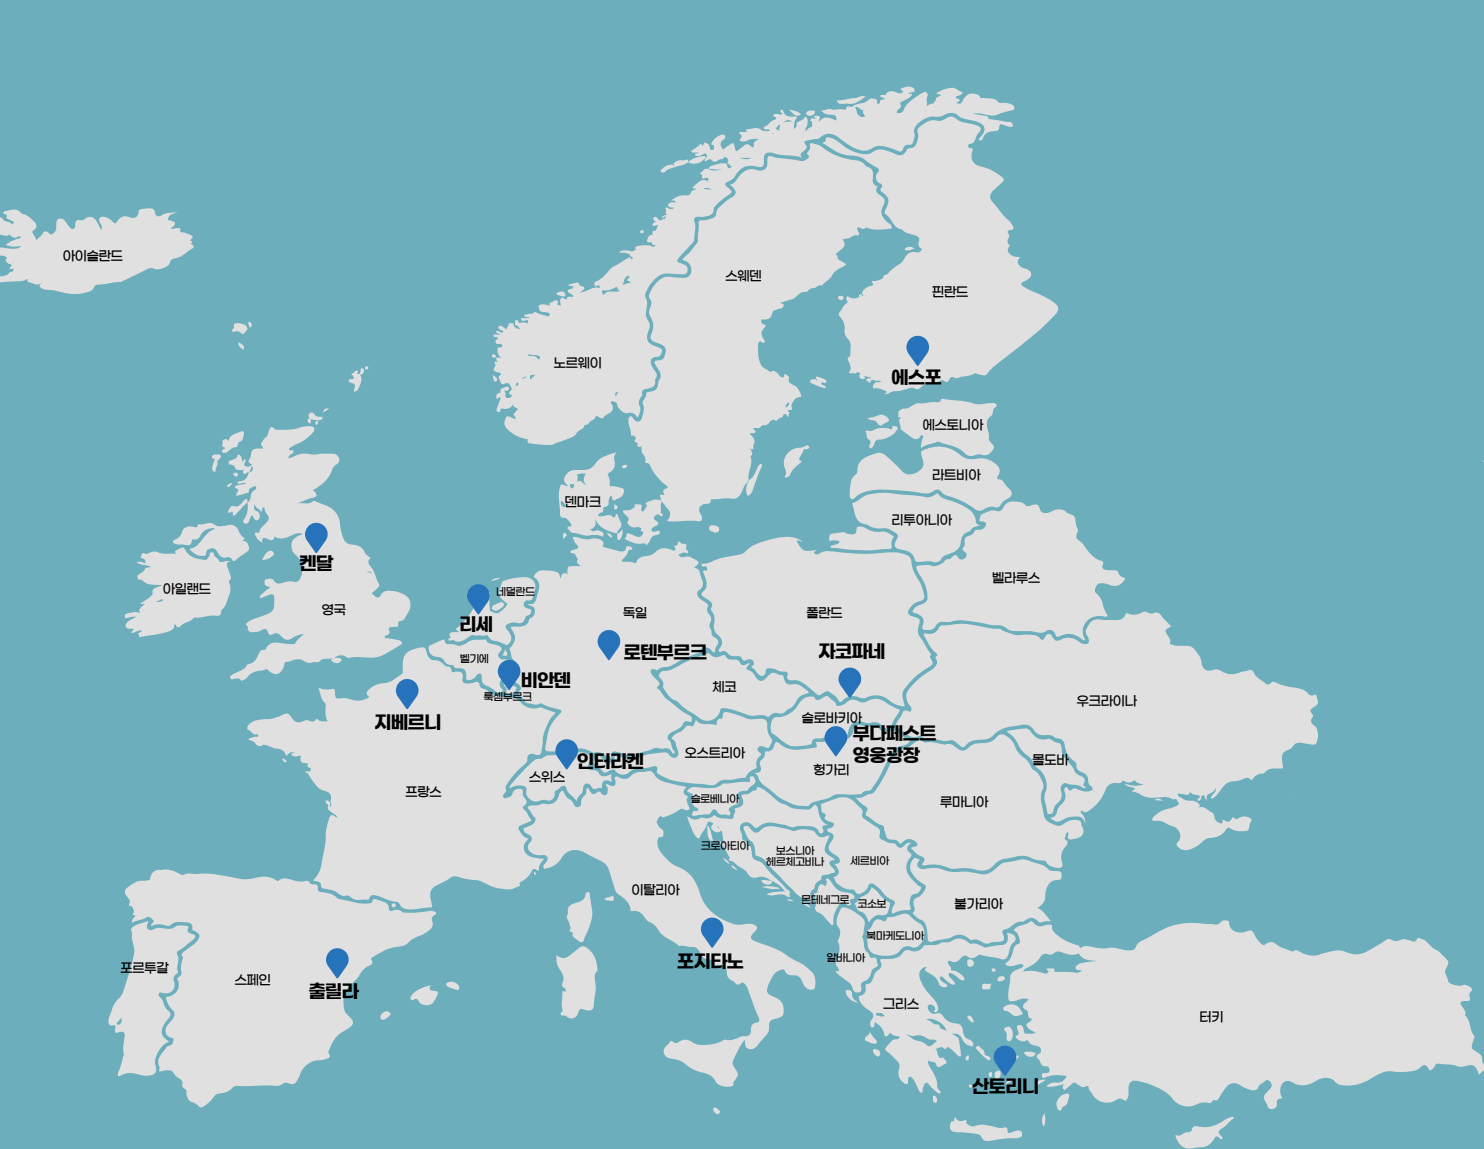 아이슬란드
스웨덴
핀란드
노르웨이
에스포
에스토니아
라트비아
덴마크
리투아니아
켄달
벨라루스
아일랜드
네덜란드
영국
독일
폴란드
리세
로텐부르크
자코파네
벨기에
비안덴
체코
룩셈부르크
우크라이나
지베르니
슬로바키아
부다페스트
영웅광장
오스트리아
몰도바
인터라켄
헝가리
스위스
프랑스
슬로베니아
루마니아
크로아티아
보스니아
헤르체고비나
세르비아
이탈리아
몬테네그로
코소보
불가리아
북마케도니아
알바니아
포지타노
포르투갈
스페인
출릴라
그리스
터키
산토리니